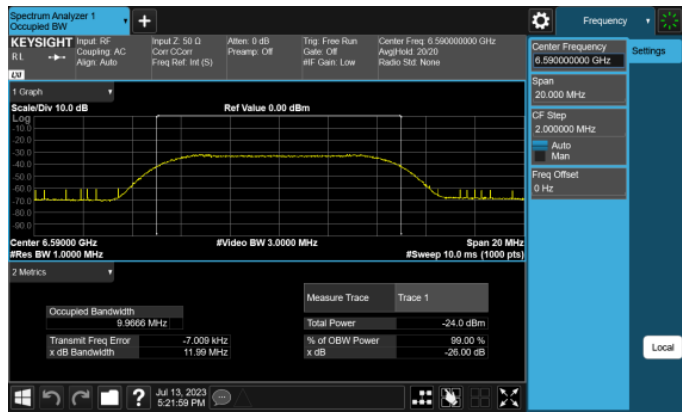 Spectrum Analyzer 1
Occupied BW
+
Frequency
KEYSIGHT
R L
Input: RF
Coupling: AC
Align: Auto
Input Z: 50 Ω
Corr CCorr
Freq Ref: Int (S)
Atten: 0 dB
Preamp: Off
Trig: Free Run
Gate: Off
#IF Gain: Low
Center Freq: 6.590000000 GHz
Avg|Hold: 20/20
Radio Std: None
LXI
Center Frequency
6.590000000 GHz
Settings
Span
20.000 MHz
CF Step
2.000000 MHz
Auto
Man
Freq Offset
0 Hz
Local
1 Graph
Scale/Div 10.0 dB
Ref Value 0.00 dBm
Log
-10.0
-20.0
-30.0
-40.0
-50.0
-60.0
-70.0
-80.0
-90.0
Center 6.59000 GHz
#Video BW 3.0000 MHz
Span 20 MHz
#Res BW 1.0000 MHz
#Sweep 10.0 ms (1000 pts)
2 Metrics
Measure Trace
Trace 1
Occupied Bandwidth
9.9666 MHz
Total Power
-24.0 dBm
Transmit Freq Error
-7.009 kHz
% of OBW Power
99.00 %
x dB Bandwidth
11.99 MHz
x dB
-26.00 dB
?
Jul 13, 2023
5:21:59 PM